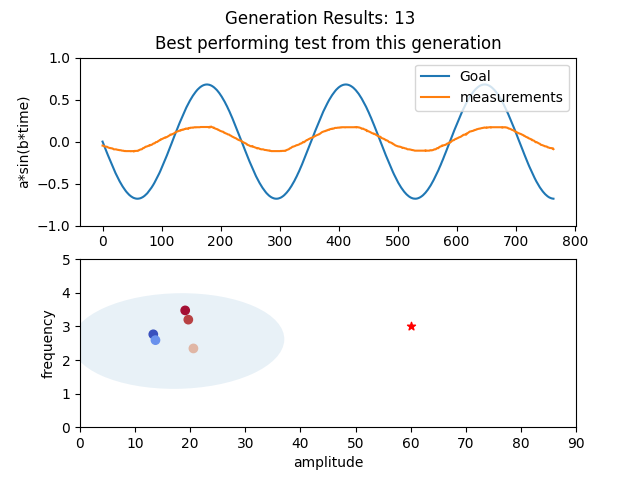 Generation Results: 13
Best performing test from this generation
1.0
0.5
0.0
−0.5
−1.0
a*sin(b*time)
Goal
measurements
0 100 200 300 400 500 600 700 800
5
4
3
2
1
0
frequency
0 10 20 30 40 50 60 70 80 90
amplitude